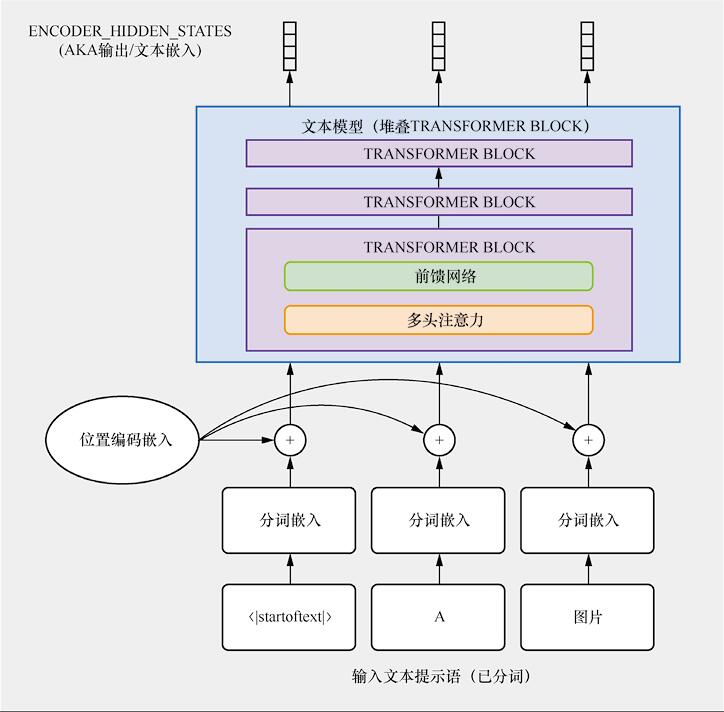 ENCODER_HIDDEN_STATES
(AKA输出/文本嵌入)
文本模型（堆叠TRANSFORMER BLOCK）
TRANSFORMER BLOCK
TRANSFORMER BLOCK
TRANSFORMER BLOCK
前馈网络
多头注意力
位置编码嵌入
+ + +
分词嵌入 分词嵌入 分词嵌入
〈|startoftext|〉 A 图片
输入文本提示语（已分词）